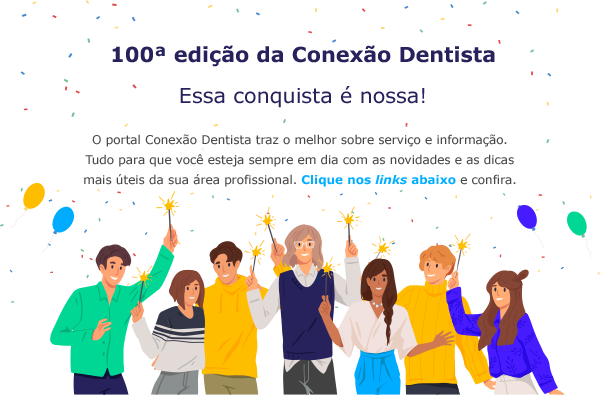 100ª edição da Conexão Dentista
Essa conquista é nossa!
O portal Conexão Dentista traz o melhor sobre serviço e informação.
Tudo para que você esteja sempre em dia com as novidades e as dicas
mais úteis da sua área profissional. Clique nos links abaixo e confira.